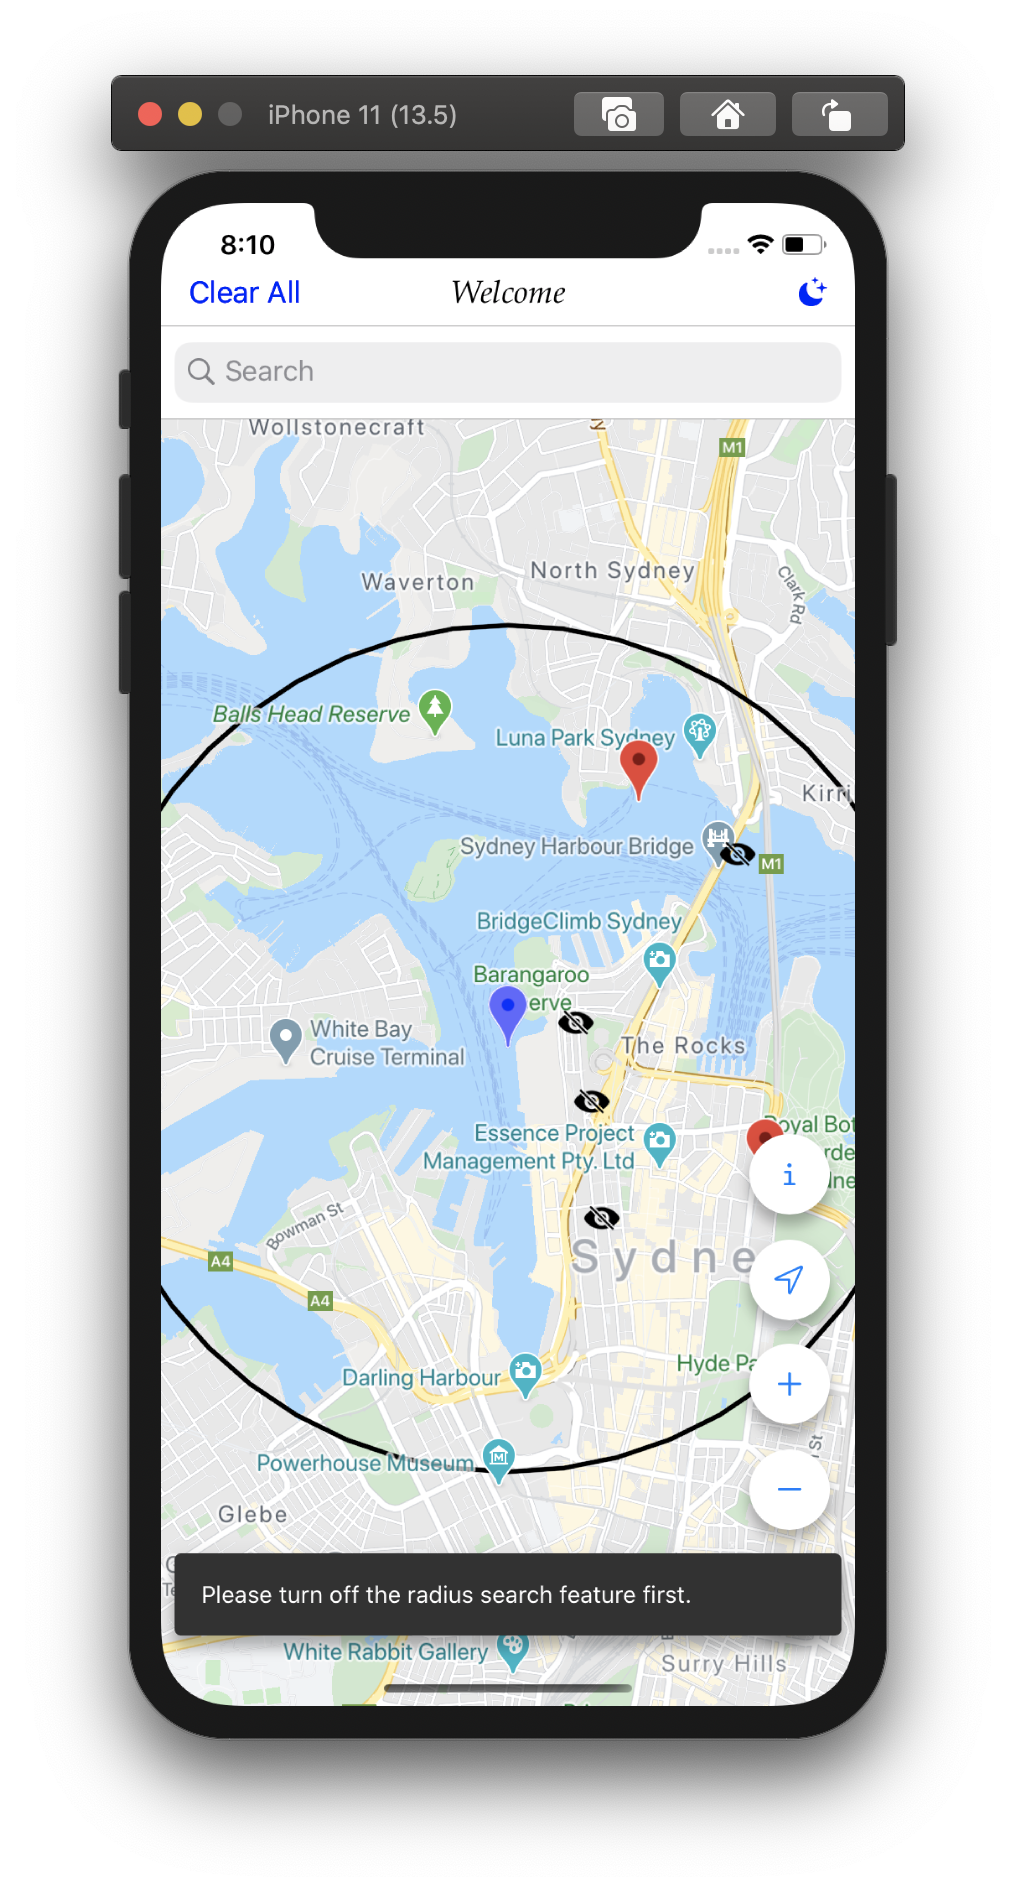 iPhone 11 (13.5)
8:10
Clear All
Welcome
Search
Wollstonecraft
M1
North Sydney
Waverton
Clark Rd
Balls Head Reserve
Luna Park Sydney
Kirri
Sydney Harbour Bridge
M1
BridgeClimb Sydney
Barangaroo
erve
White Bay
Cruise Terminal
The Rocks
Royal Bot
Essence Project
Management Pty. Ltd
i
Bowman St
Sydne
A4
A4
Hyde Pa
Darling Harbour
St
Powerhouse Museum
Glebe
Please turn off the radius search feature first.
White Rabbit Gallery
Surry Hills